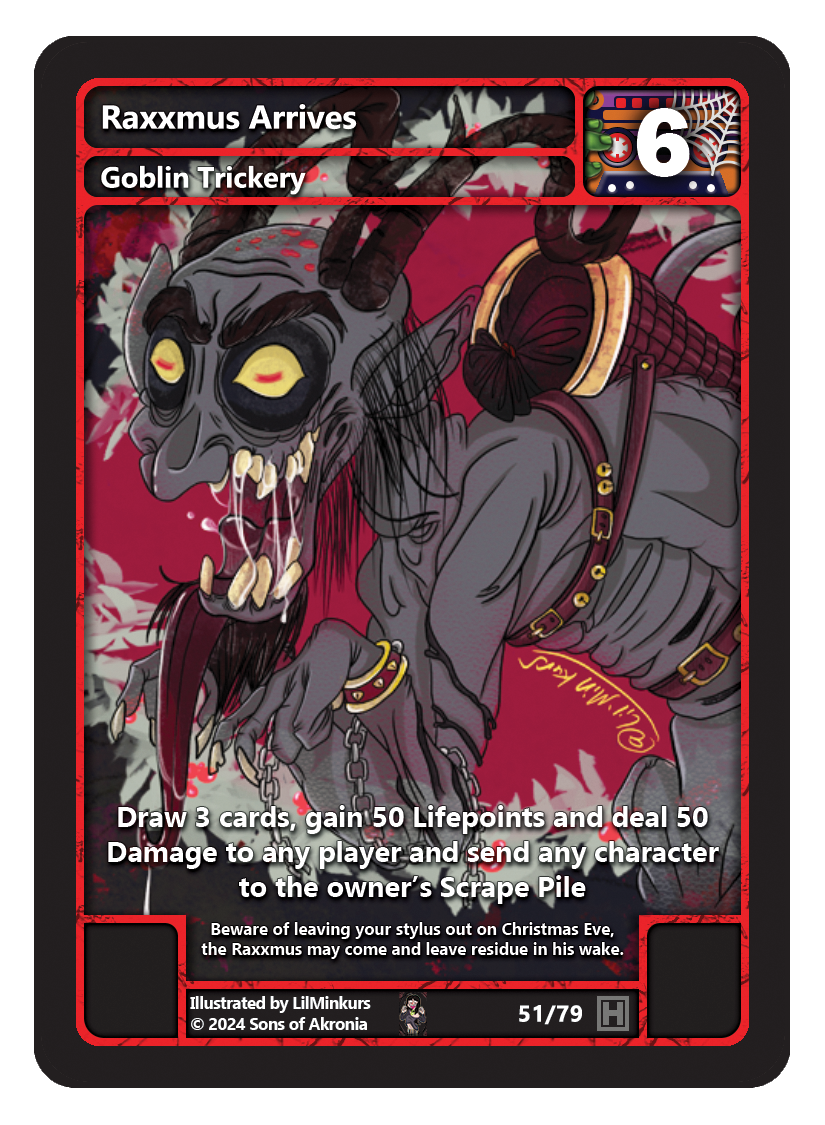 Raxxmus Arrives
6
Goblin Trickery
@Lil'Minkurs
Draw 3 cards, gain 50 Lifepoints and deal 50
Damage to any player and send any character
to the owner's Scrape Pile
Beware of leaving your stylus out on Christmas Eve,
the Raxxmus may come and leave residue in his wake.
Illustrated by LilMinkurs
© 2024 Sons of Akronia
51/79
H